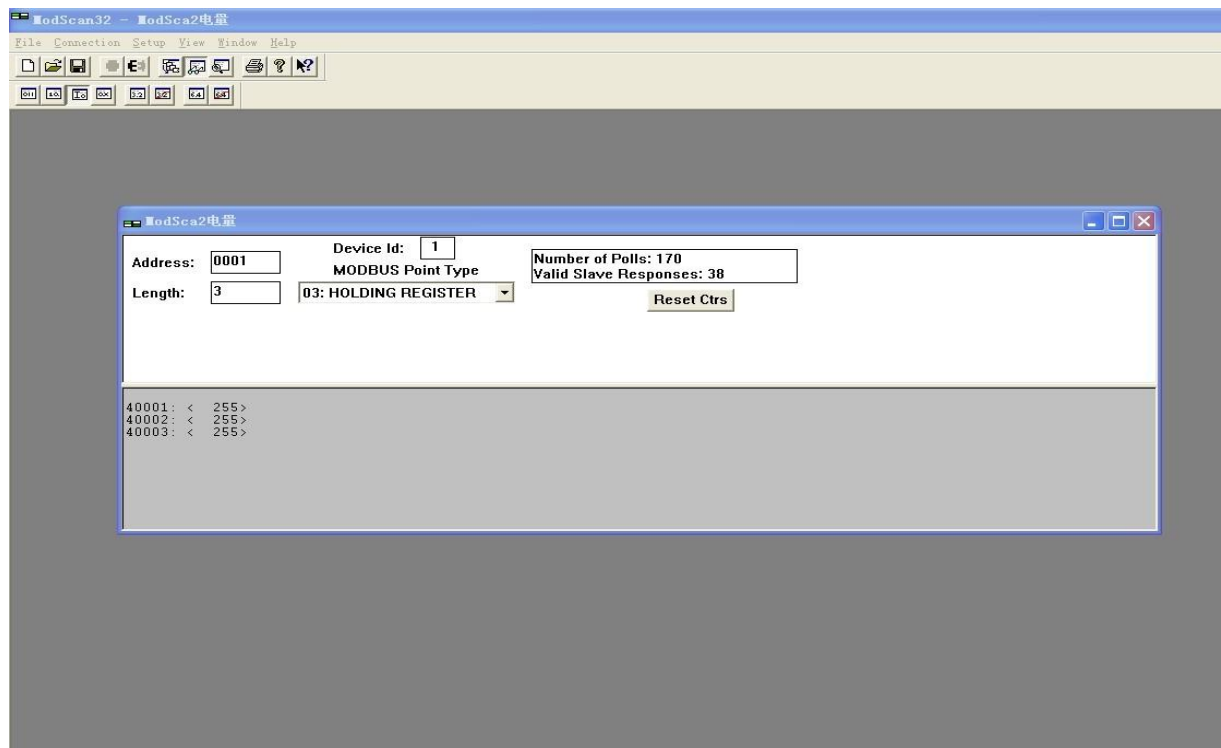 ModScan32 - ModSca2电量
File Connection Setup View Window Help
ModSca2电量
Address: 0001
Device Id: 1
MODBUS Point Type
Length: 3
03: HOLDING REGISTER
Number of Polls: 170
Valid Slave Responses: 38
Reset Ctrs
40001: < 255>
40002: < 255>
40003: < 255>